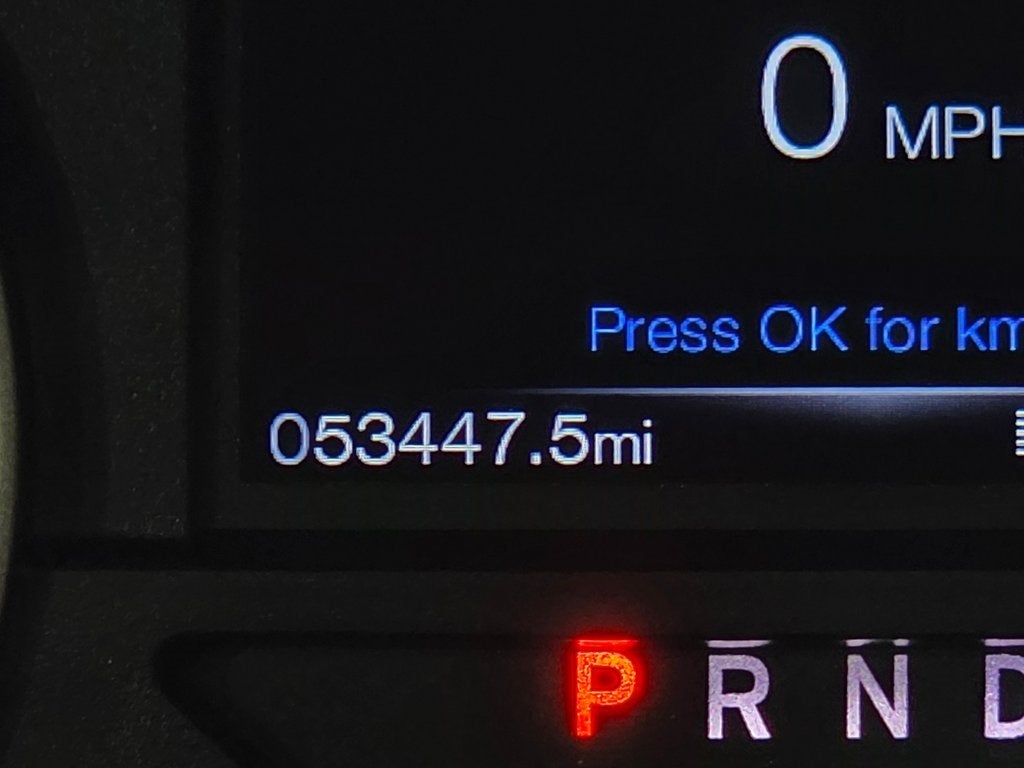 0 MPH
Press OK for km
053447.5mi
P R N D